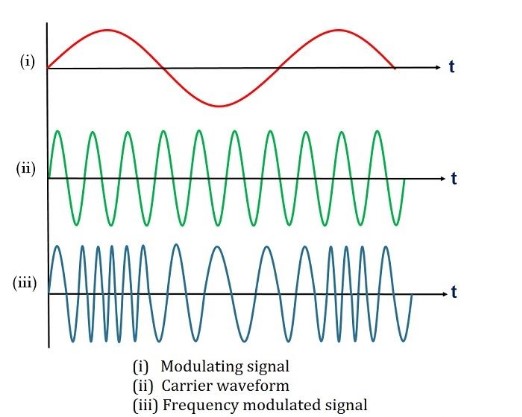 (i)
t
(ii)
t
(iii)
t
(i) Modulating signal
(ii) Carrier waveform
(iii) Frequency modulated signal